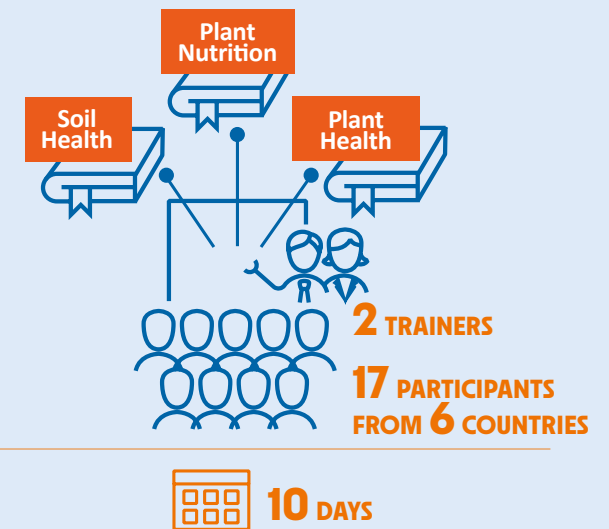 Plant
Nutrition
Soil
Health
Plant
Health
2 TRAINERS
17 PARTICIPANTS
FROM 6 COUNTRIES
10 DAYS